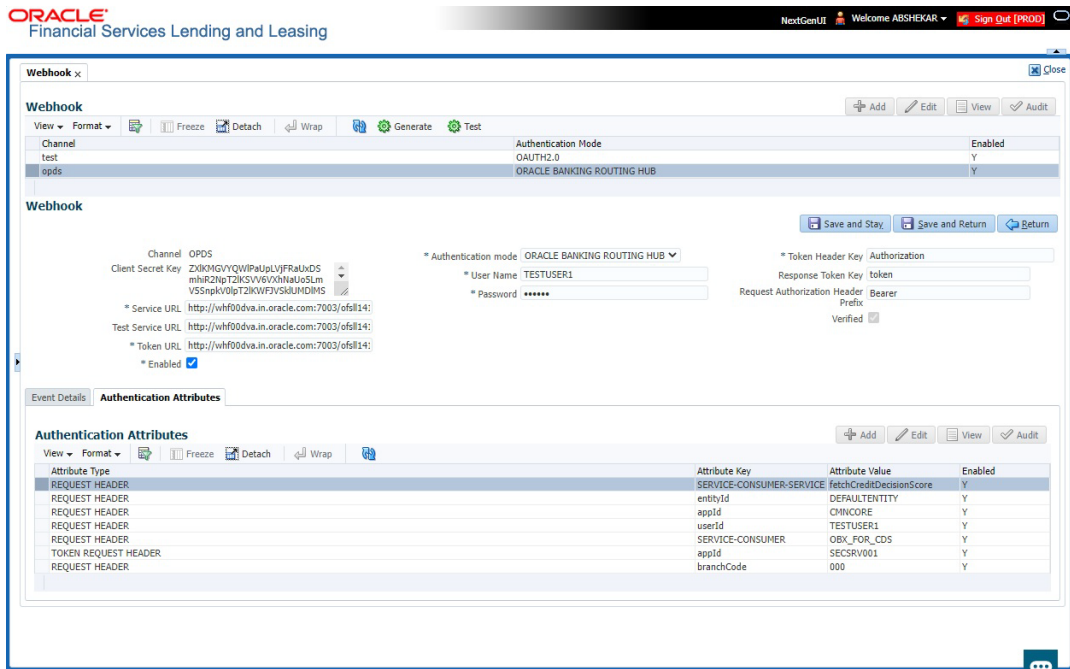 ORACLE
Financial Services Lending and Leasing
NextGenUI Welcome ABSHEKAR Sign Out [PROD]
Webhook x Close
Webhook Add Edit View Audit
View Format Freeze Detach Wrap Generate Test
Channel Authentication Mode Enabled
test OAUTH2.0 Y
opds ORACLE BANKING ROUTING HUB Y
Webhook
Save and Stay Save and Return Return
Channel OPDS * Authentication mode ORACLE BANKING ROUTING HUB * Token Header Key Authorization
Client Secret Key * User Name TESTUSER1 Response Token Key token
* Password •••••• Request Authorization Header Prefix Bearer
* Service URL http://whf00dva.in.oracle.com:7003/ofsll14: Verified
Test Service URL http://whf00dva.in.oracle.com:7003/ofsll14:
* Token URL http://whf00dva.in.oracle.com:7003/ofsll14:
* Enabled
Event Details Authentication Attributes
Authentication Attributes Add Edit View Audit
View Format Freeze Detach Wrap
Attribute Type Attribute Key Attribute Value Enabled
REQUEST HEADER SERVICE-CONSUMER-SERVICE fetchCreditDecisionScore Y
REQUEST HEADER entityId DEFAULTENTITY Y
REQUEST HEADER appId CMNCORE Y
REQUEST HEADER userId TESTUSER1 Y
REQUEST HEADER SERVICE-CONSUMER OBX_FOR_CDS Y
TOKEN REQUEST HEADER appId SECSRV001 Y
REQUEST HEADER branchCode 000 Y